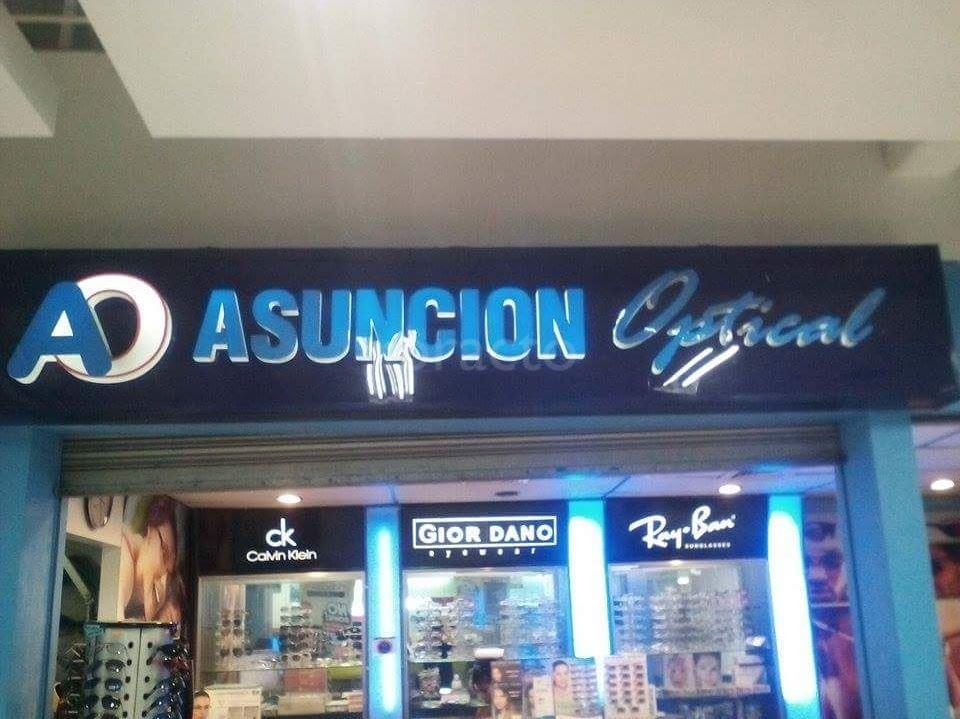 AO ASUNCION Optical
ck
Calvin Klein
GIOR DANO
eyewear
Ray-Ban
SUNGLASSES